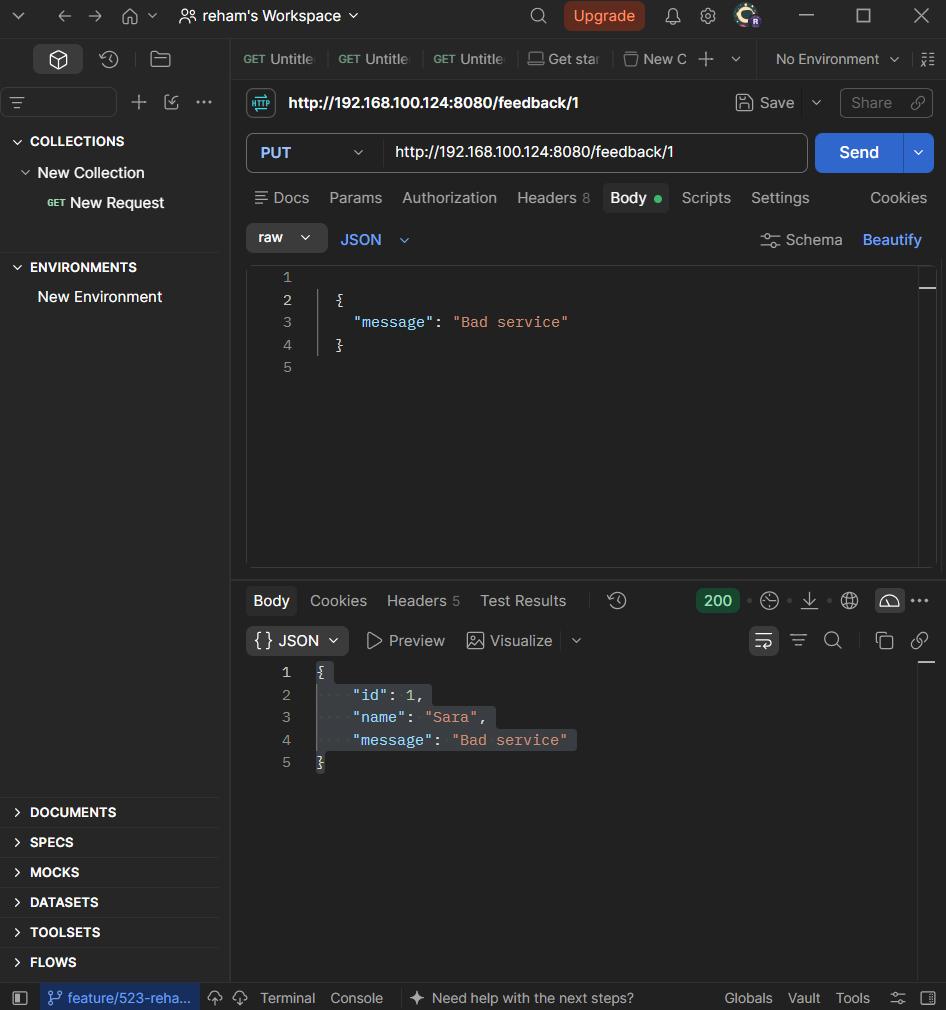 reham's Workspace
Upgrade
R
GET Untitle
GET Untitle
GET Untitle
Get star
New C
No Environment
HTTP
http://192.168.100.124:8080/feedback/1
Save
Share
COLLECTIONS
New Collection
GET New Request
ENVIRONMENTS
New Environment
PUT
http://192.168.100.124:8080/feedback/1
Send
Docs
Params
Authorization
Headers 8
Body
Scripts
Settings
Cookies
raw
JSON
Schema
Beautify
1
2 {
3 "message": "Bad service"
4 }
5
Body
Cookies
Headers 5
Test Results
200
{} JSON
Preview
Visualize
1 {
2 "id": 1,
3 "name": "Sara",
4 "message": "Bad service"
5 }
DOCUMENTS
SPECS
MOCKS
DATASETS
TOOLSETS
FLOWS
feature/523-reha...
Terminal
Console
Need help with the next steps?
Globals
Vault
Tools